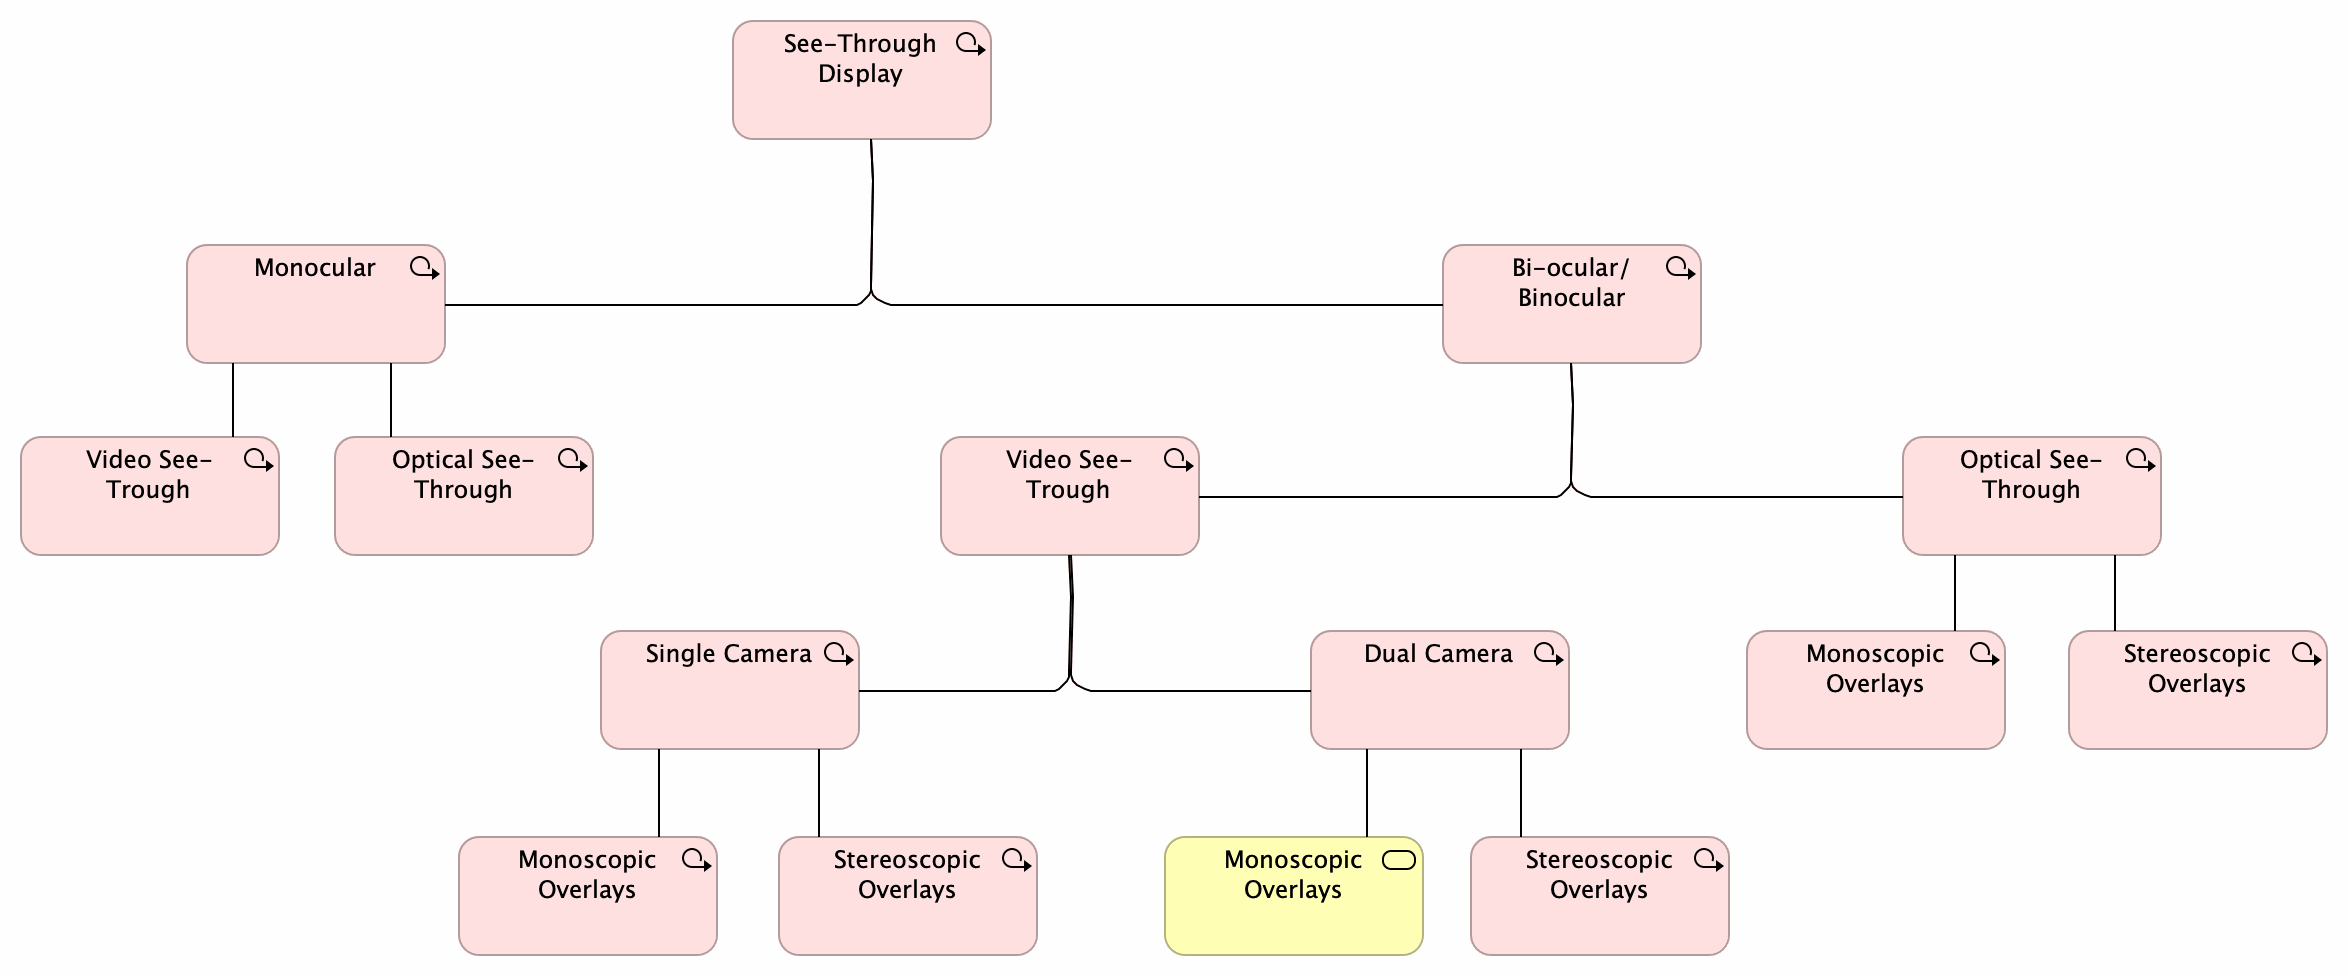 See-Through
Display
Monocular
Bi-ocular/
Binocular
Video See-
Trough
Optical See-
Through
Video See-
Trough
Optical See-
Through
Single Camera
Dual Camera
Monoscopic
Overlays
Stereoscopic
Overlays
Monoscopic
Overlays
Stereoscopic
Overlays
Monoscopic
Overlays
Stereoscopic
Overlays